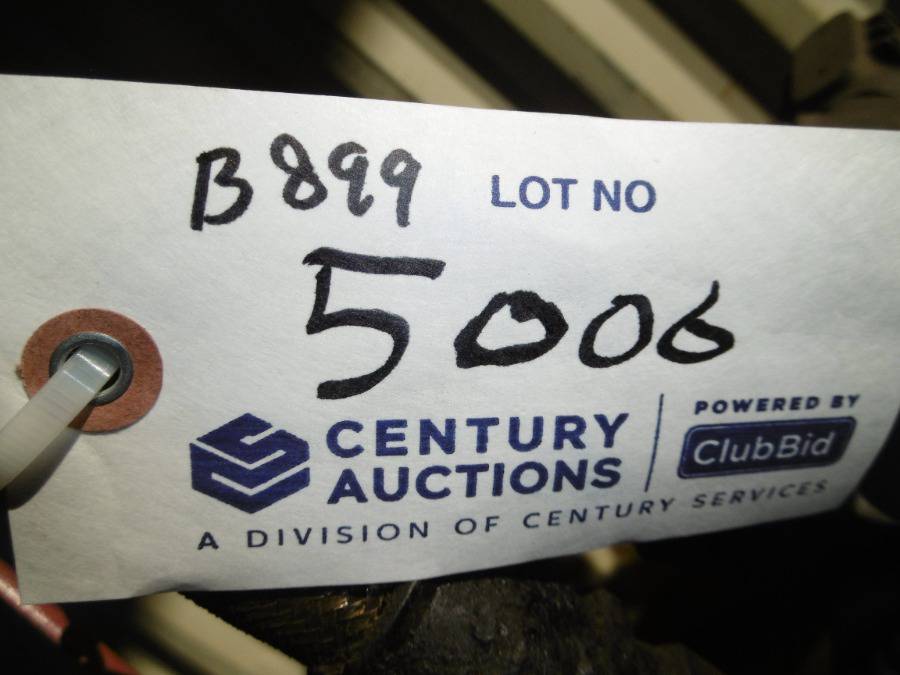 B899 LOT NO
5006
CENTURY AUCTIONS
POWERED BY ClubBid
A DIVISION OF CENTURY SERVICES